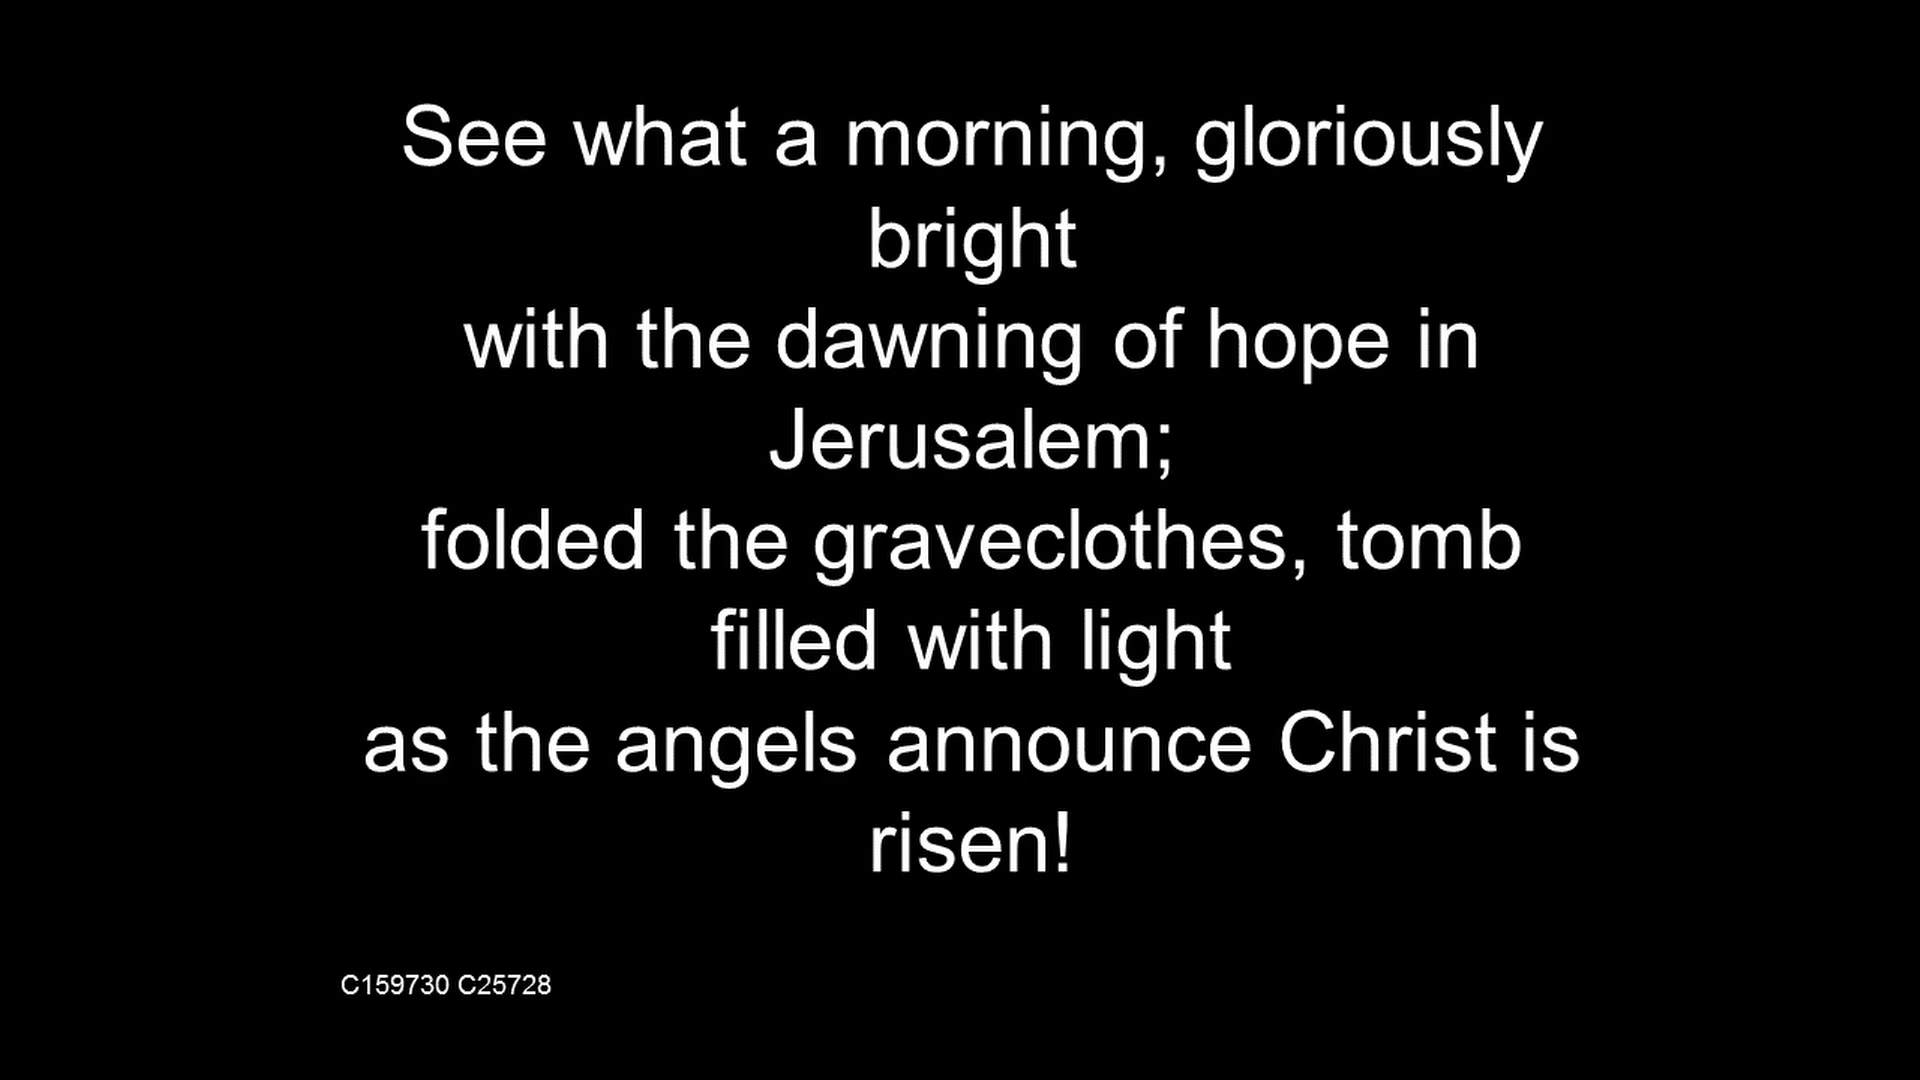 See what a morning, gloriously
bright
with the dawning of hope in
Jerusalem;
folded the graveclothes, tomb
filled with light
as the angels announce Christ is
risen!
C159730 C25728